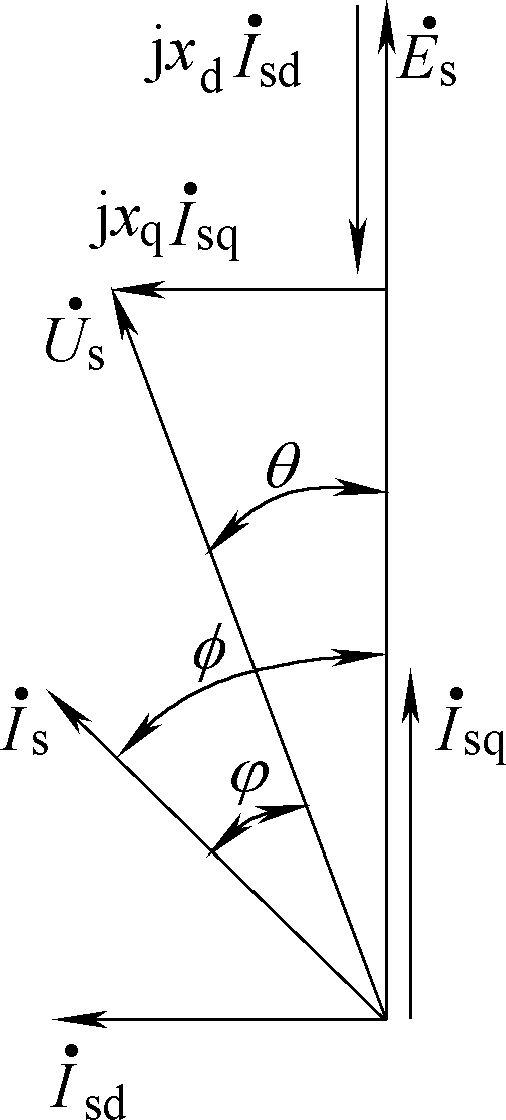 jx_d İ_sd
Ė_s
jx_q İ_sq
U̇_s
θ
ϕ
İ_s
İ_sq
φ
İ_sd